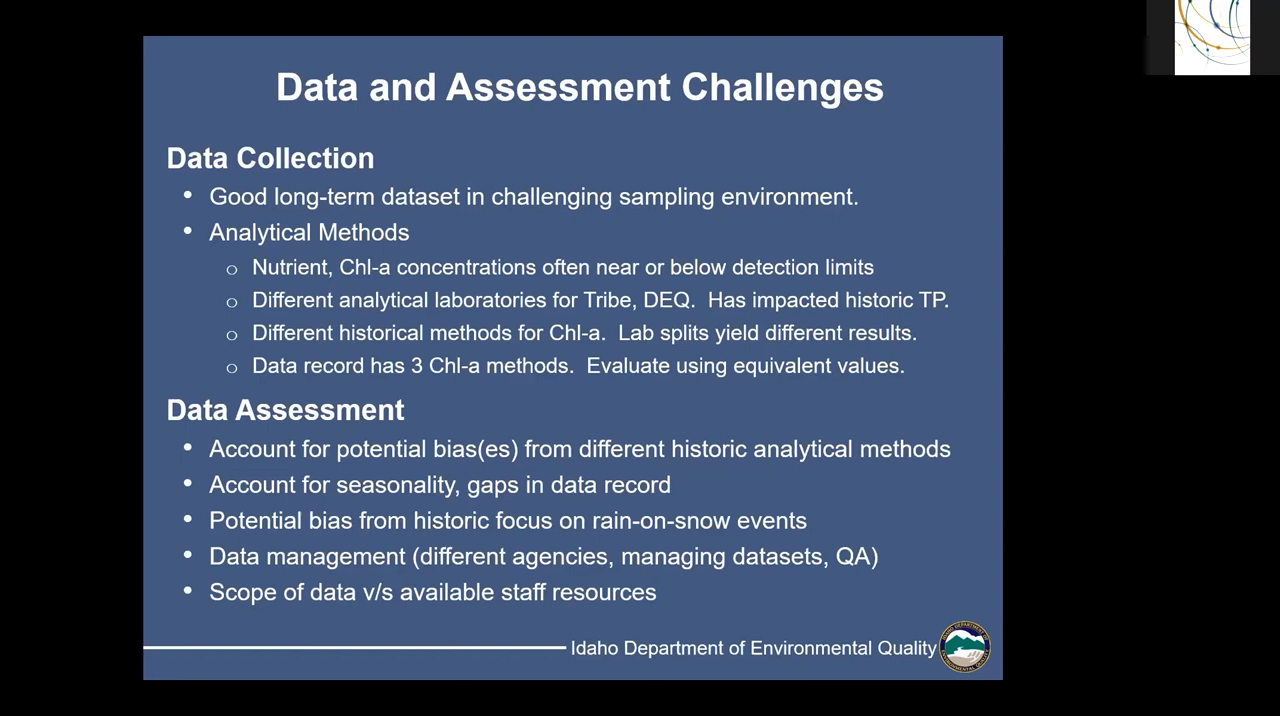 Data and Assessment Challenges
Data Collection
• Good long-term dataset in challenging sampling environment.
• Analytical Methods
o Nutrient, Chl-a concentrations often near or below detection limits
o Different analytical laboratories for Tribe, DEQ.  Has impacted historic TP.
o Different historical methods for Chl-a.  Lab splits yield different results.
o Data record has 3 Chl-a methods.  Evaluate using equivalent values.
Data Assessment
• Account for potential bias(es) from different historic analytical methods
• Account for seasonality, gaps in data record
• Potential bias from historic focus on rain-on-snow events
• Data management (different agencies, managing datasets, QA)
• Scope of data v/s available staff resources
Idaho Department of Environmental Quality